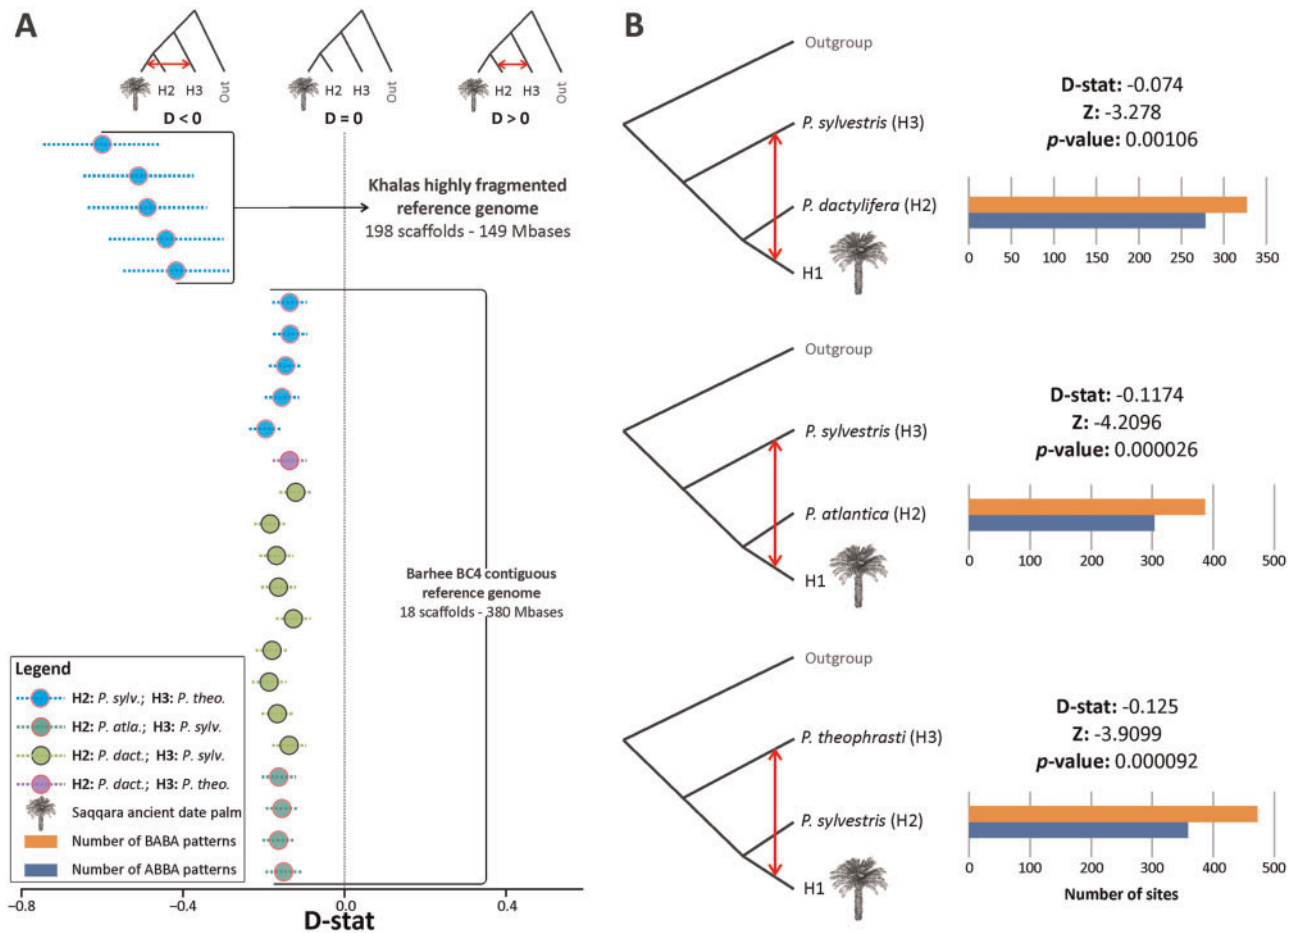 A
H2 H3 Out
D < 0
H2 H3 Out
D = 0
H2 H3 Out
D > 0
Khalas highly fragmented
reference genome
198 scaffolds - 149 Mbases
Barhee BC4 contiguous
reference genome
18 scaffolds - 380 Mbases
Legend
H2: P. sylv.; H3: P. theo.
H2: P. atla.; H3: P. sylv.
H2: P. dact.; H3: P. sylv.
H2: P. dact.; H3: P. theo.
Saqqara ancient date palm
Number of BABA patterns
Number of ABBA patterns
−0.8 −0.4 0.0 0.4
D-stat
B
Outgroup
P. sylvestris (H3)
P. dactylifera (H2)
H1
D-stat: -0.074
Z: -3.278
p-value: 0.00106
0 50 100 150 200 250 300 350
Outgroup
P. sylvestris (H3)
P. atlantica (H2)
H1
D-stat: -0.1174
Z: -4.2096
p-value: 0.000026
0 100 200 300 400 500
Outgroup
P. theophrasti (H3)
P. sylvestris (H2)
H1
D-stat: -0.125
Z: -3.9099
p-value: 0.000092
0 100 200 300 400 500
Number of sites